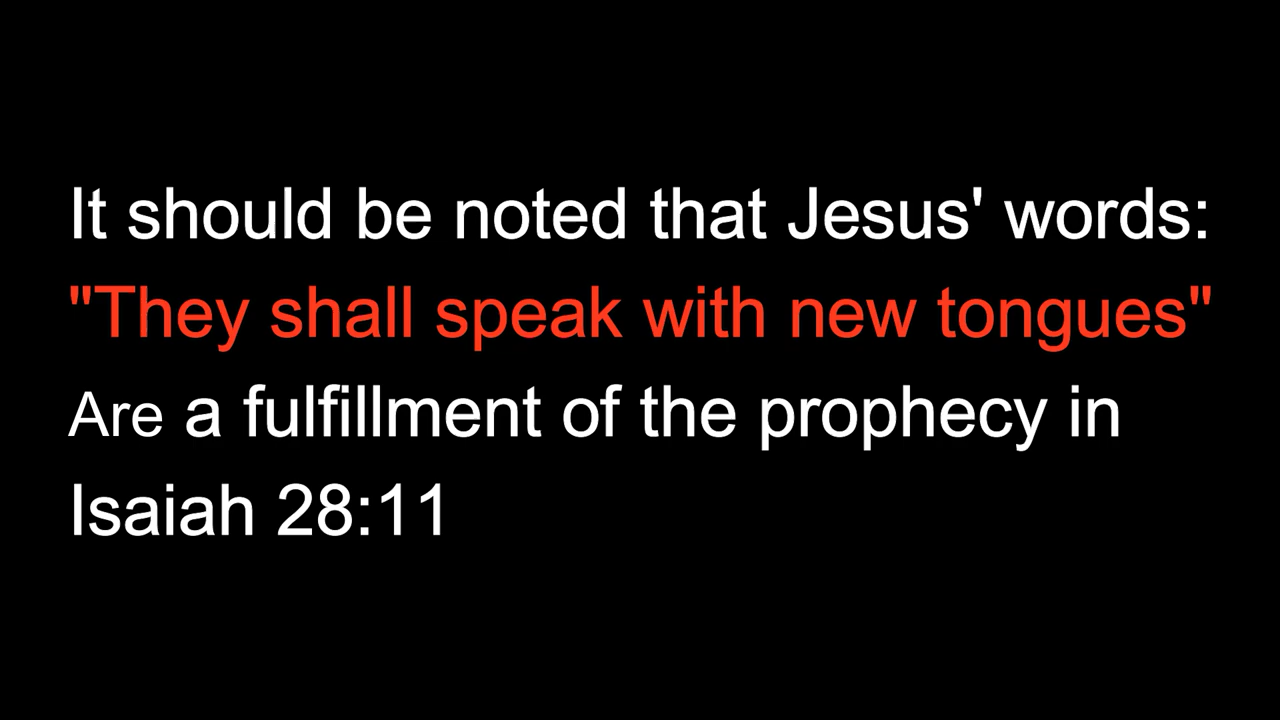 It should be noted that Jesus' words:
"They shall speak with new tongues"
Are a fulfillment of the prophecy in
Isaiah 28:11